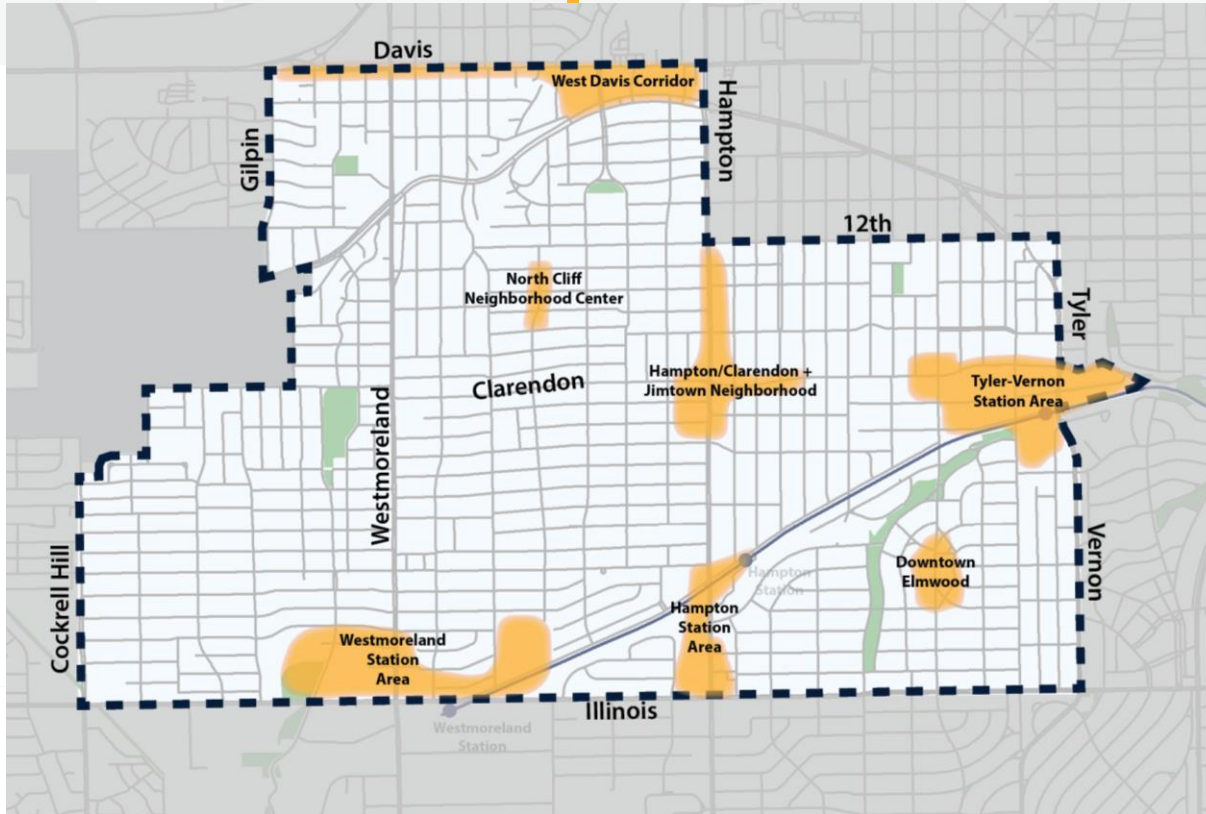 Davis
West Davis Corridor
Gilpin
Hampton
12th
North Cliff
Neighborhood Center
Tyler
Hampton/Clarendon +
Jimtown Neighborhood
Clarendon
Tyler-Vernon
Station Area
Westmoreland
Cockrell Hill
Vernon
Downtown
Elmwood
Hampton
Station
Hampton
Station
Area
Westmoreland
Station
Area
Illinois
Westmoreland
Station